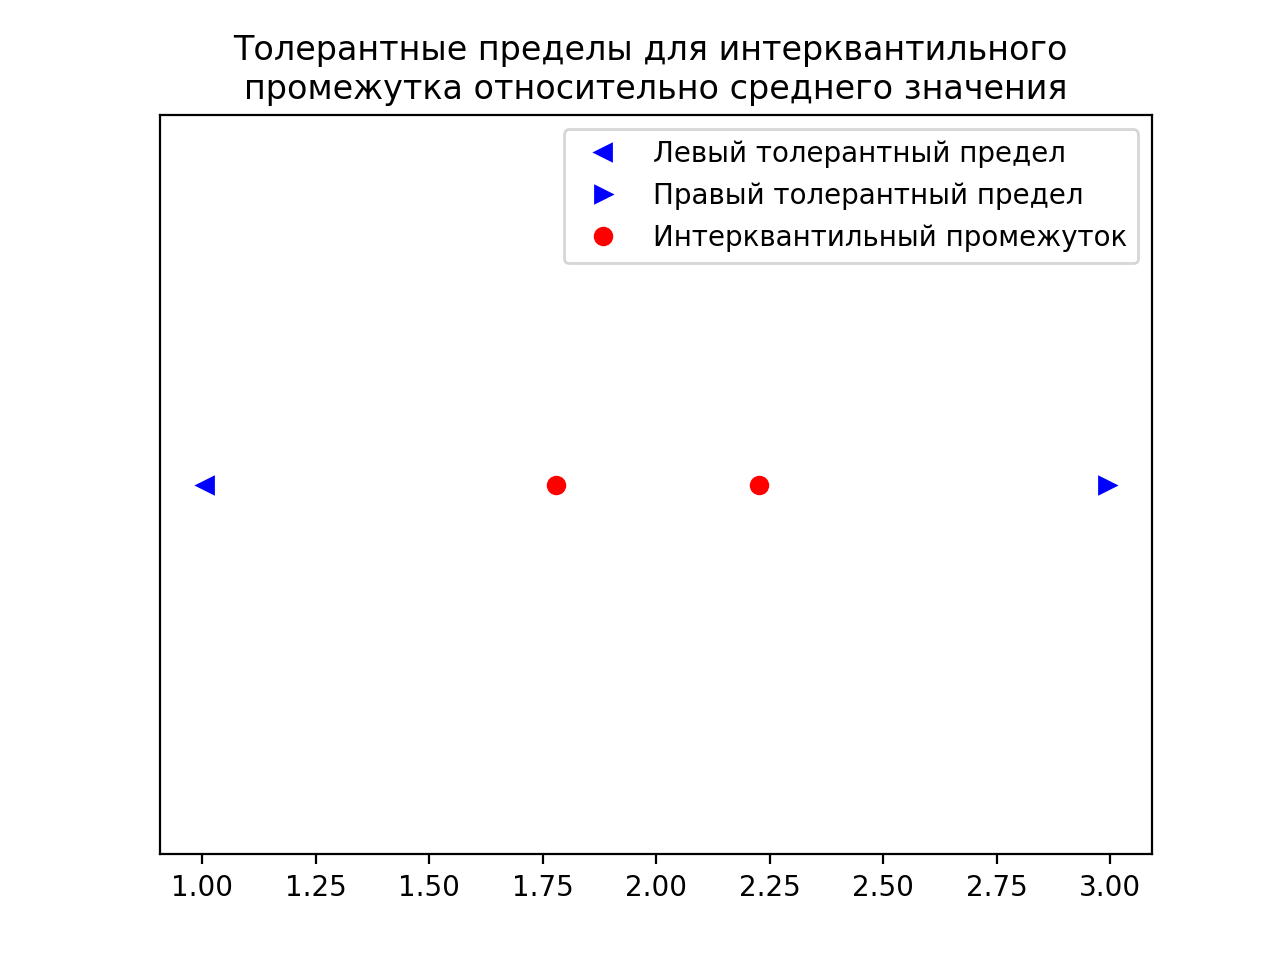 Толерантные пределы для интерквантильного
промежутка относительно среднего значения
Левый толерантный предел
Правый толерантный предел
Интерквантильный промежуток
1.00 1.25 1.50 1.75 2.00 2.25 2.50 2.75 3.00